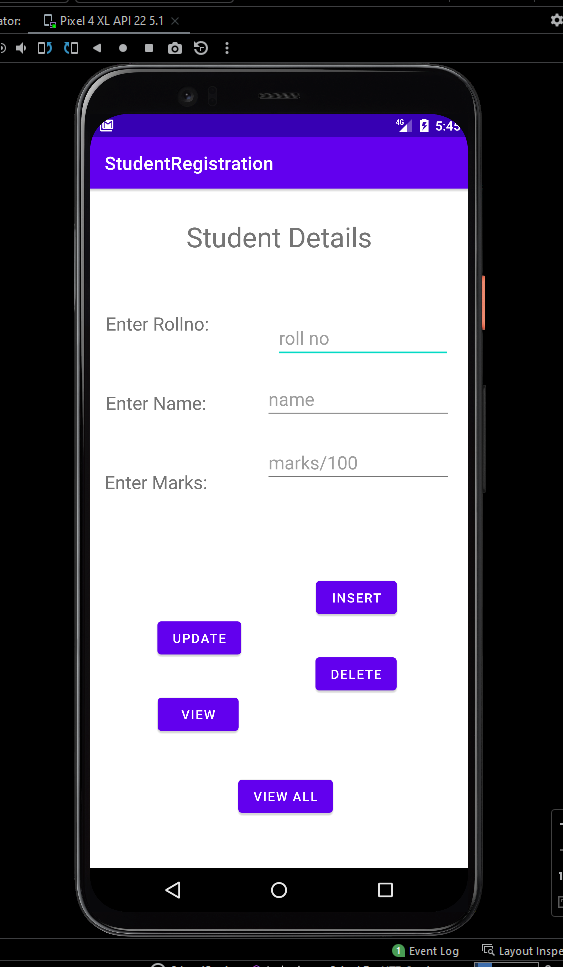 ator: Pixel 4 XL API 22 5.1
4G 5:45
StudentRegistration
Student Details
Enter Rollno: roll no
Enter Name: name
Enter Marks: marks/100
INSERT
UPDATE
DELETE
VIEW
VIEW ALL
1 Event Log Layout Inspe